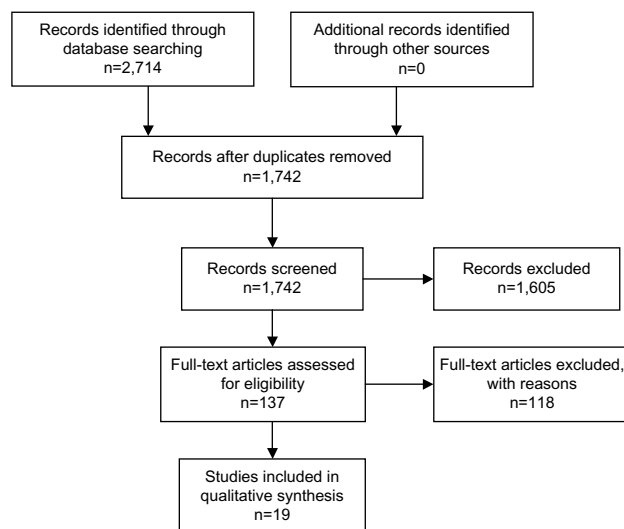 Records identified through
database searching
n=2,714
Additional records identified
through other sources
n=0
Records after duplicates removed
n=1,742
Records screened
n=1,742
Records excluded
n=1,605
Full-text articles assessed
for eligibility
n=137
Full-text articles excluded,
with reasons
n=118
Studies included in
qualitative synthesis
n=19